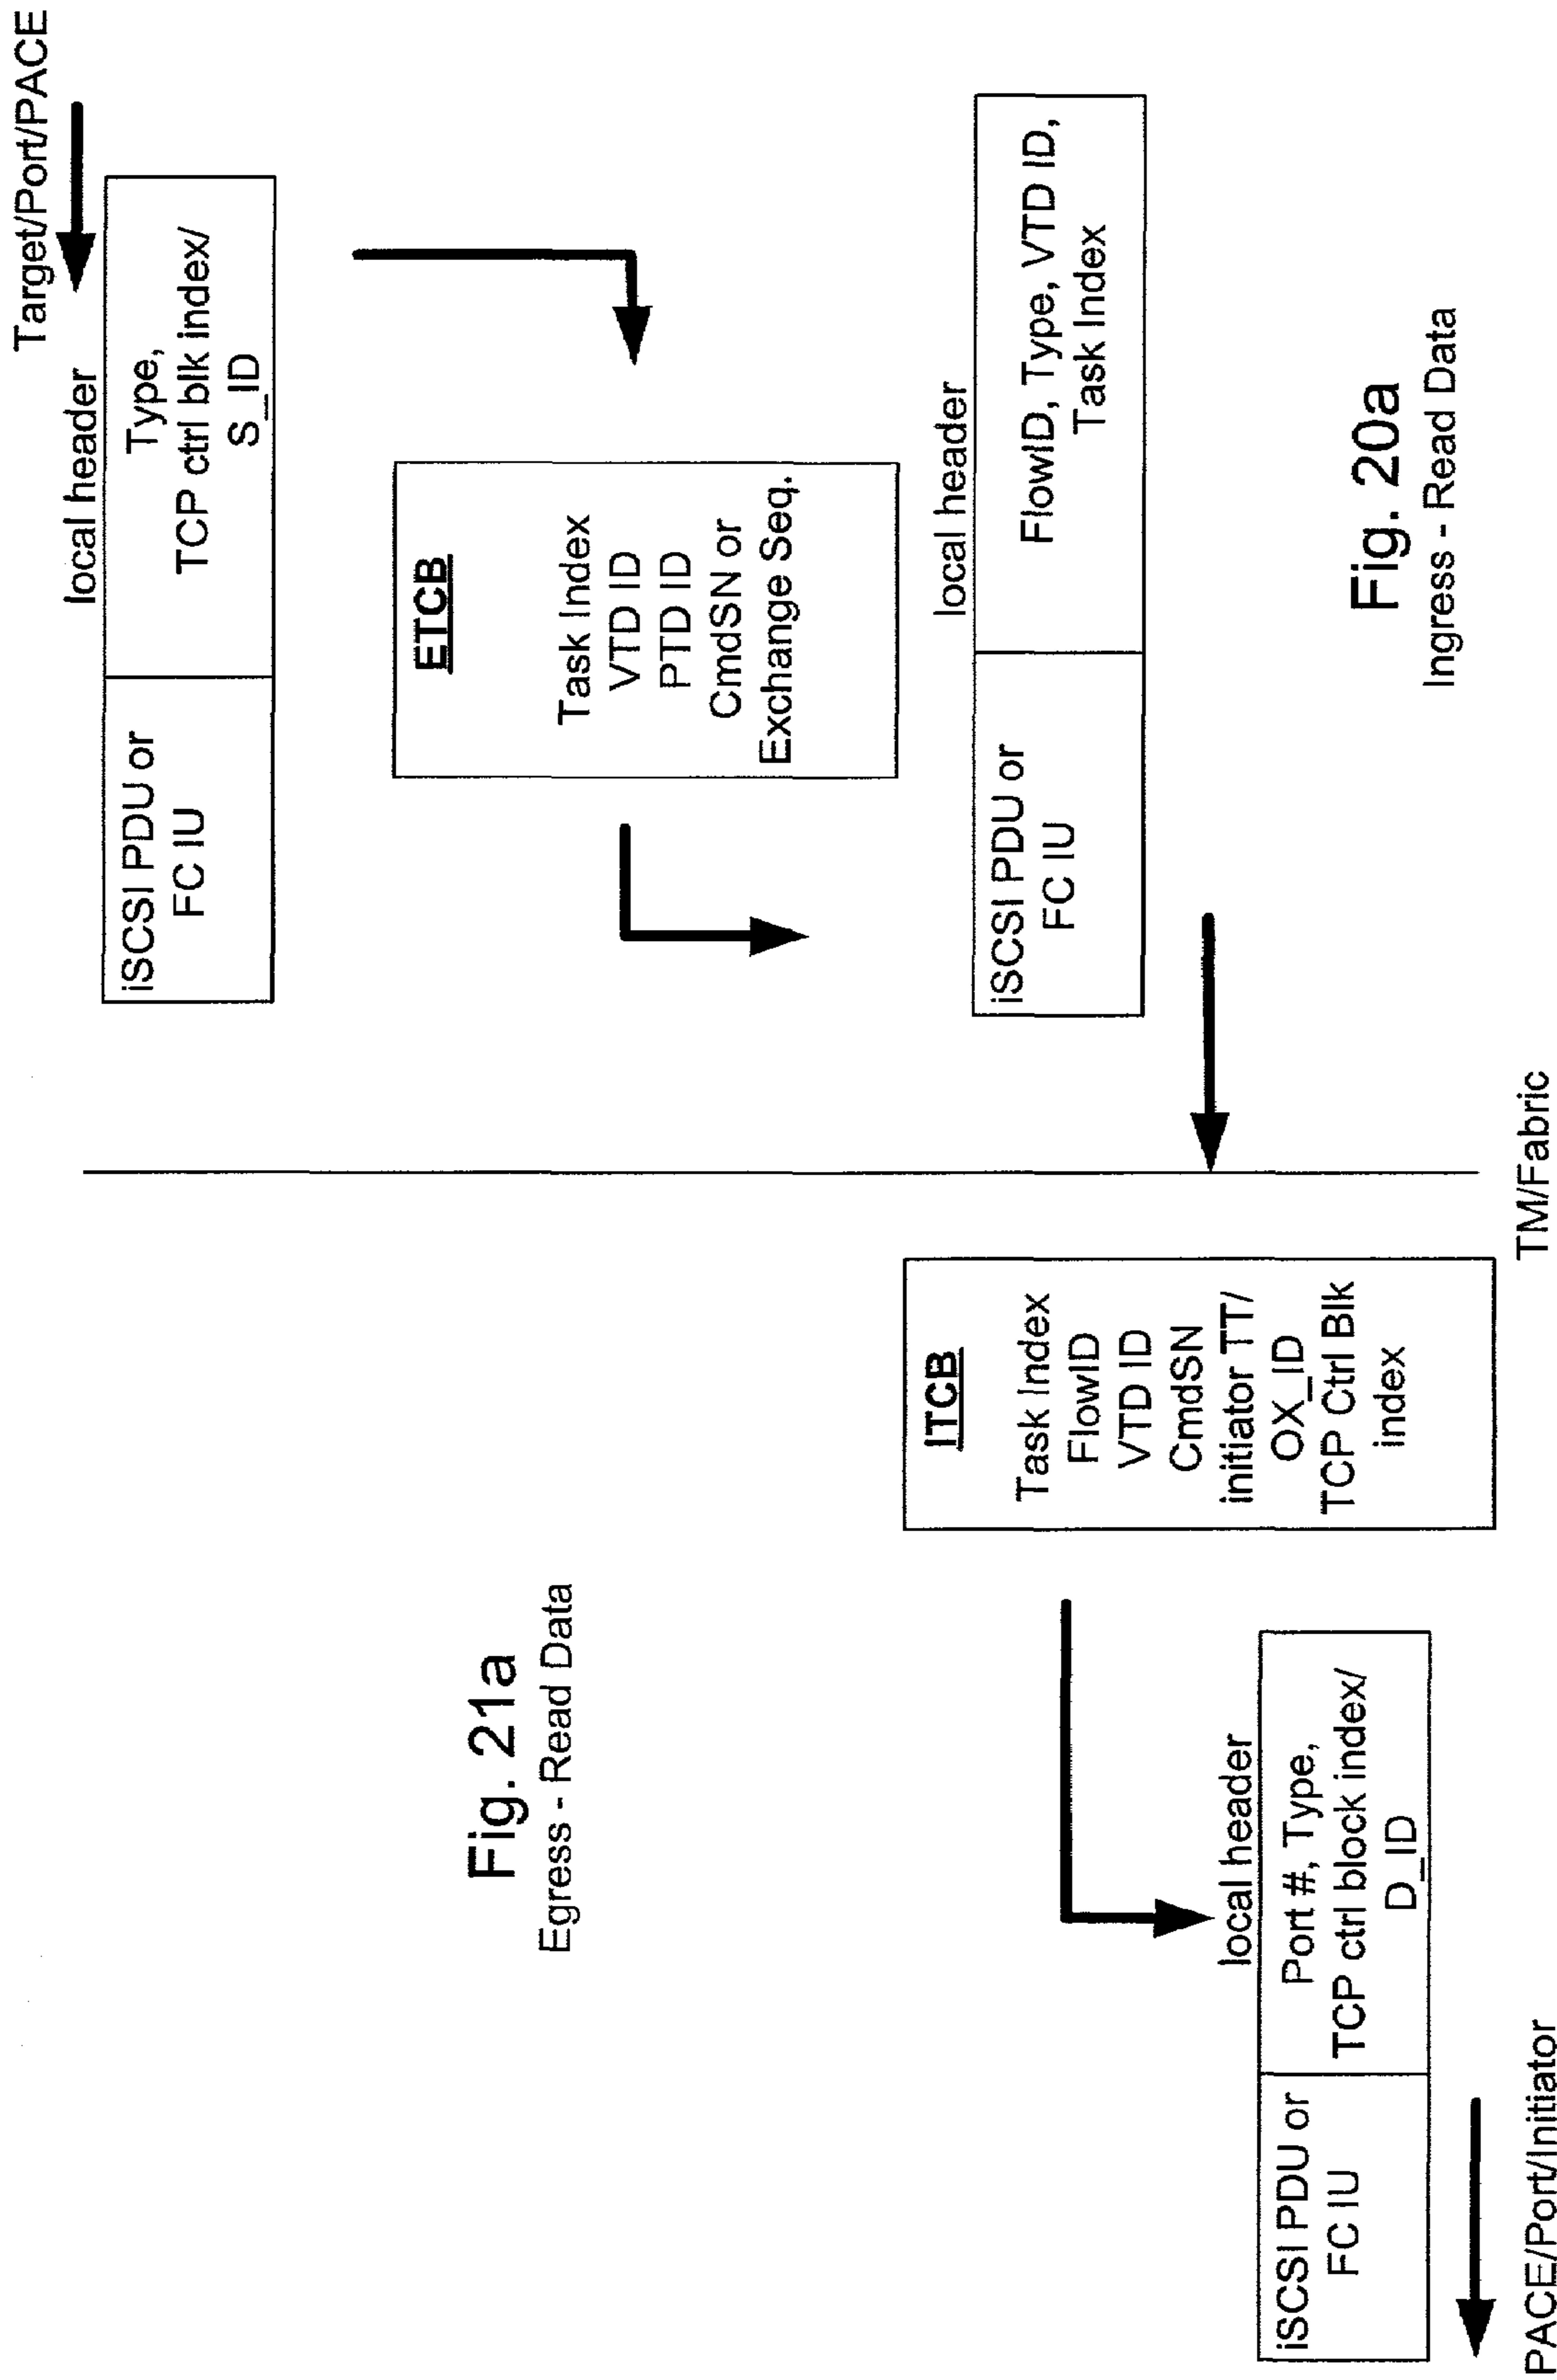 Target/Port/PACE
local header
iSCSI PDU or
FC IU
Type,
TCP ctrl blk index/
S_ID
ETCB
Task Index
VTD ID
PTD ID
CmdSN or
Exchange Seq.
local header
iSCSI PDU or
FC IU
FlowID, Type, VTD ID,
Task Index
Fig. 20a
Ingress - Read Data
TM/Fabric
Fig. 21a
Egress - Read Data
ITCB
Task Index
FlowID
VTD ID
CmdSN
initiator TT/
OX_ID
TCP Ctrl Blk
index
local header
iSCSI PDU or
FC IU
Port #, Type,
TCP ctrl block index/
D_ID
PACE/Port/Initiator